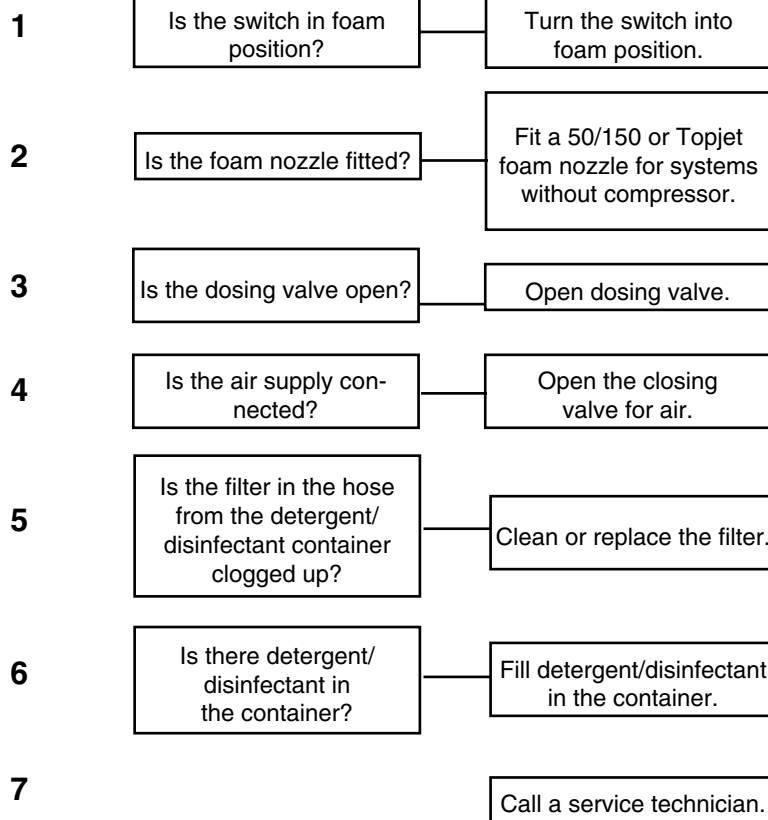 1
Is the switch in foam
position?
Turn the switch into
foam position.
2
Is the foam nozzle fitted?
Fit a 50/150 or Topjet
foam nozzle for systems
without compressor.
3
Is the dosing valve open?
Open dosing valve.
4
Is the air supply con-
nected?
Open the closing
valve for air.
5
Is the filter in the hose
from the detergent/
disinfectant container
clogged up?
Clean or replace the filter.
6
Is there detergent/
disinfectant in
the container?
Fill detergent/disinfectant
in the container.
7
Call a service technician.